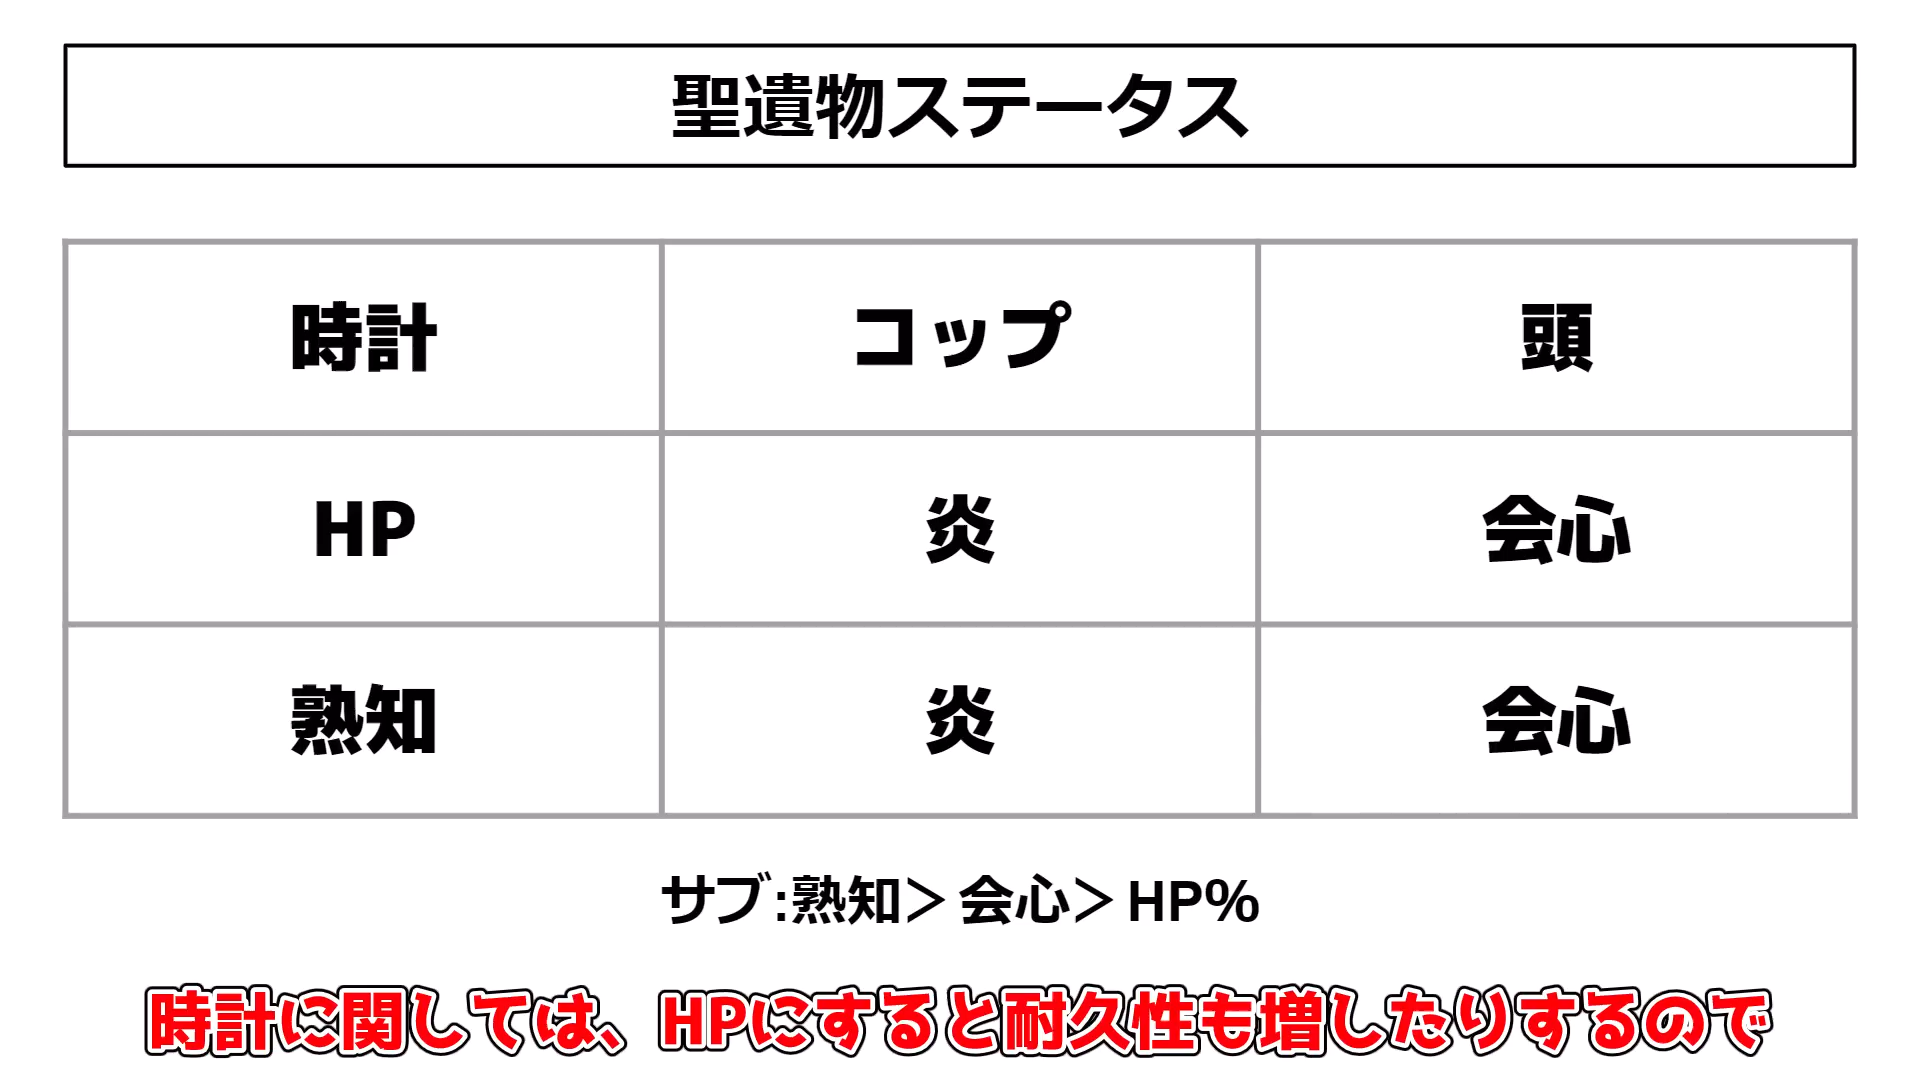 聖遺物ステータス
時計 コップ 頭
HP 炎 会心
熟知 炎 会心
サブ:熟知＞会心＞HP%
時計に関しては、HPにすると耐久性も増したりするので